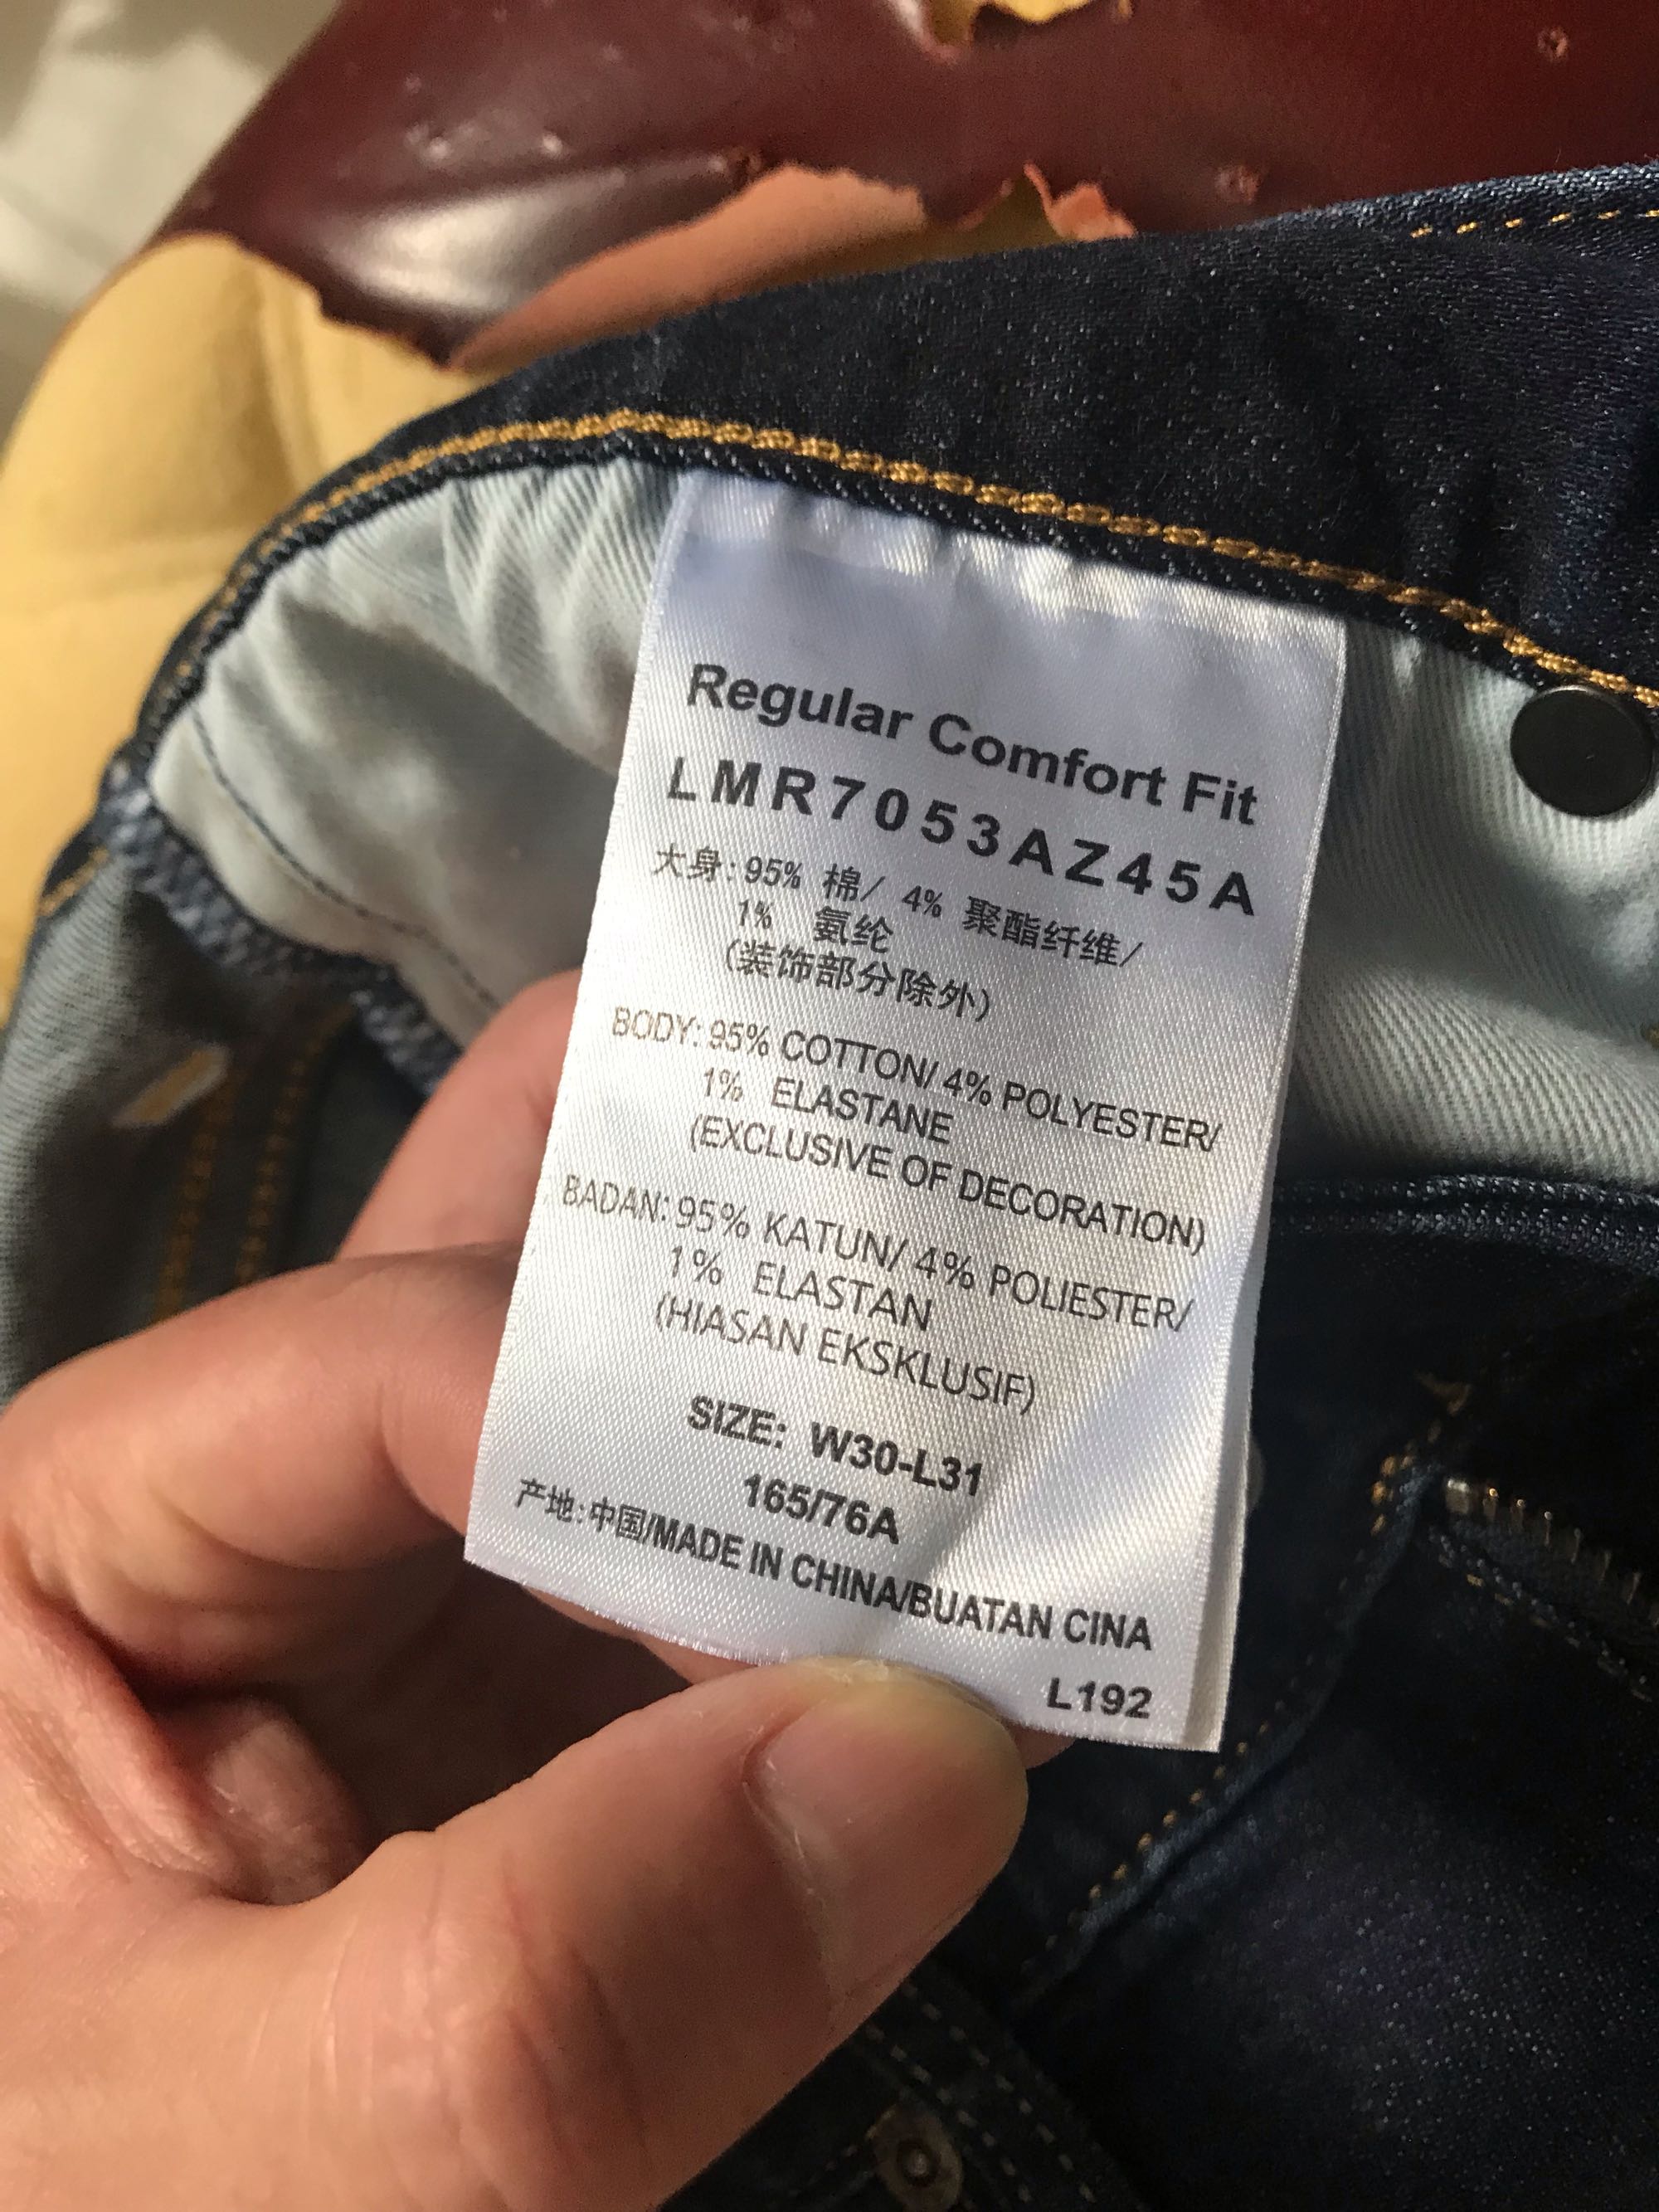 Regular Comfort Fit
LMR7053AZ45A
大身: 95% 棉/ 4% 聚酯纤维/
1% 氨纶
(装饰部分除外)
BODY: 95% COTTON/ 4% POLYESTER/
1% ELASTANE
(EXCLUSIVE OF DECORATION)
BADAN: 95% KATUN/ 4% POLIESTER/
1% ELASTAN
(HIASAN EKSKLUSIF)
SIZE: W30-L31
165/76A
产地:中国/MADE IN CHINA/BUATAN CINA
L192